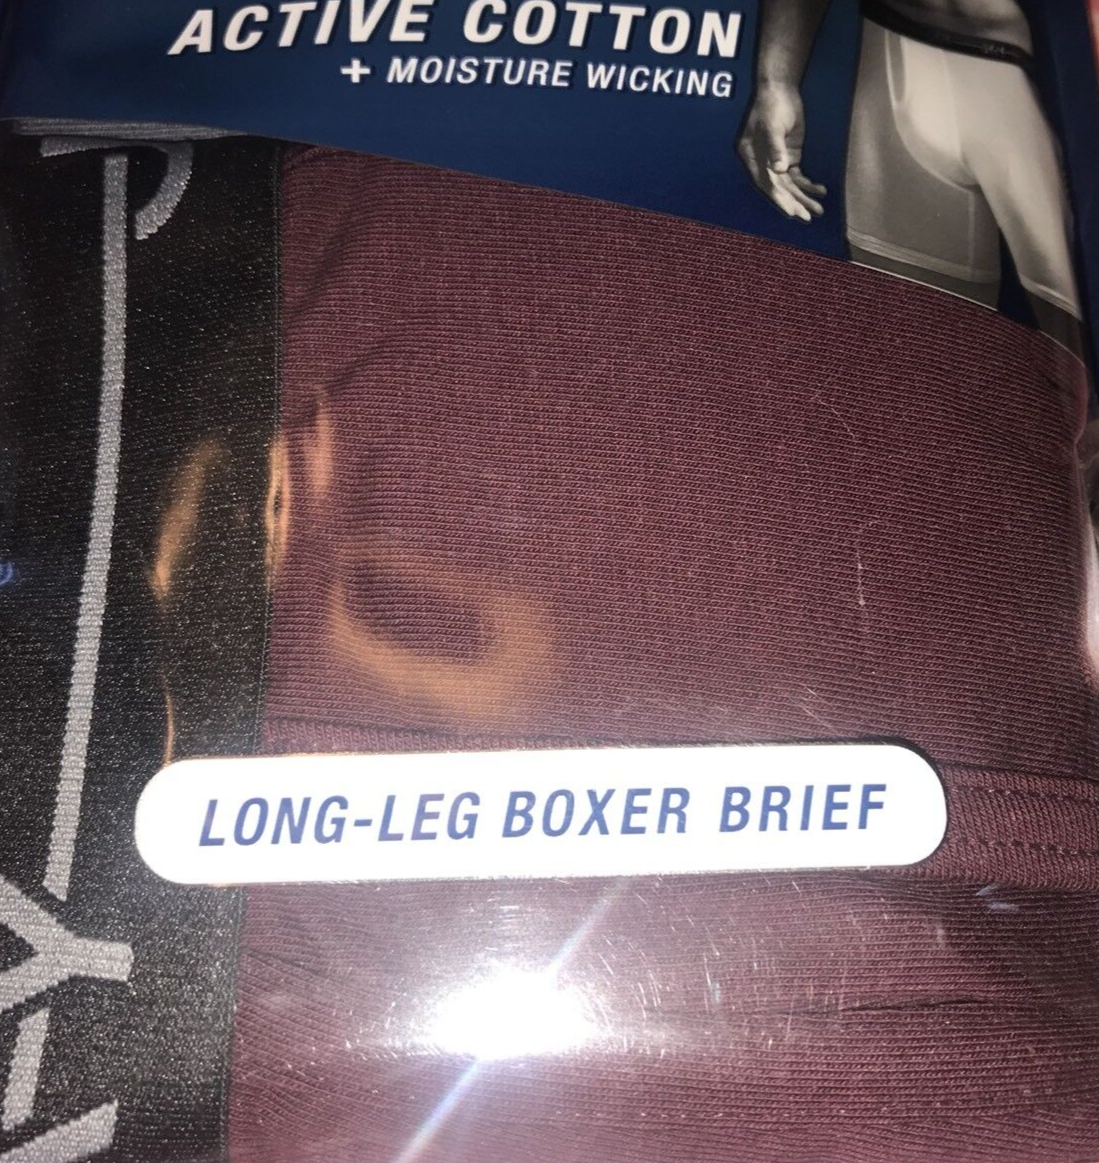 ACTIVE COTTON
+ MOISTURE WICKING
LONG-LEG BOXER BRIEF